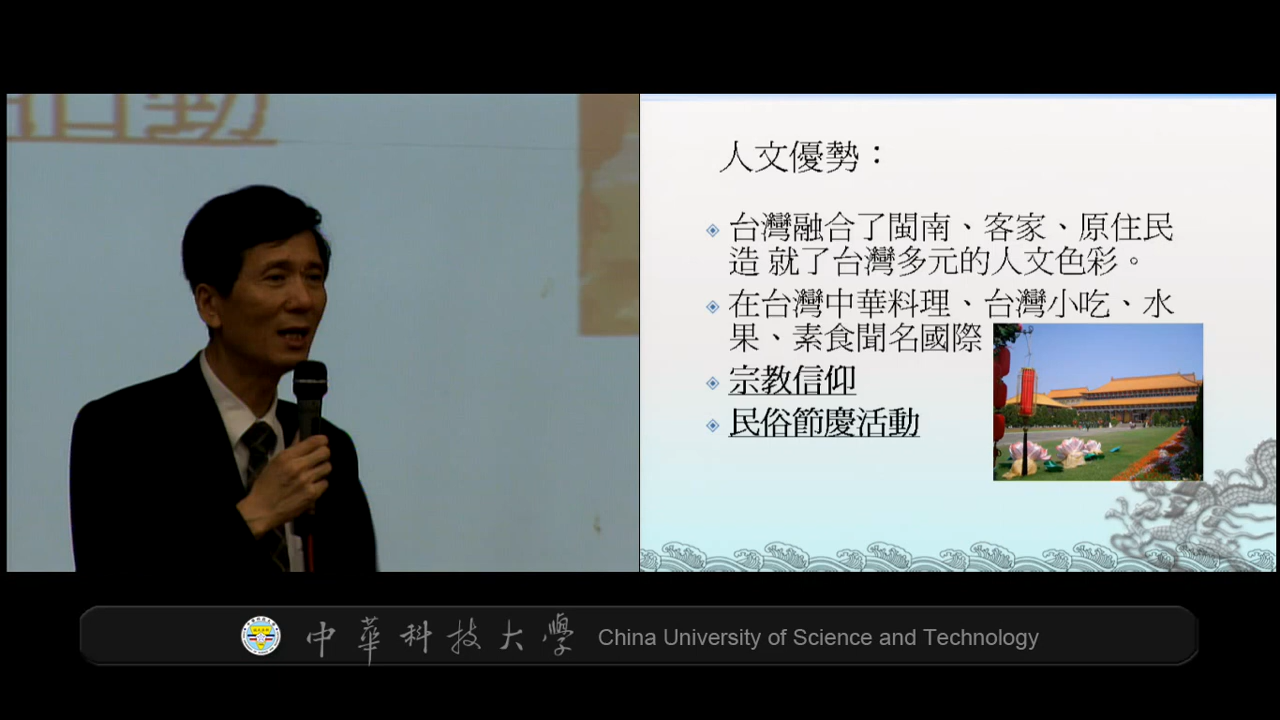 活動
人文優勢：
台灣融合了閩南、客家、原住民
造 就了台灣多元的人文色彩。
在台灣中華料理、台灣小吃、水
果、素食聞名國際
宗教信仰
民俗節慶活動
中華科技大學 China University of Science and Technology